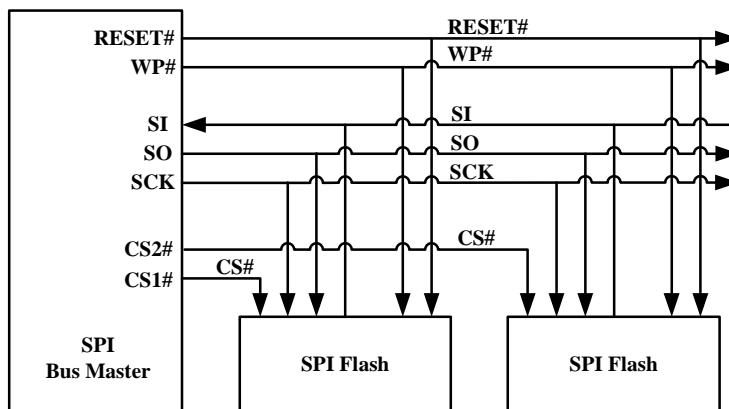 RESET#
RESET#
WP#
WP#
SI
SI
SO
SO
SCK
SCK
CS2#
CS#
CS1#
CS#
SPI
Bus Master
SPI Flash
SPI Flash